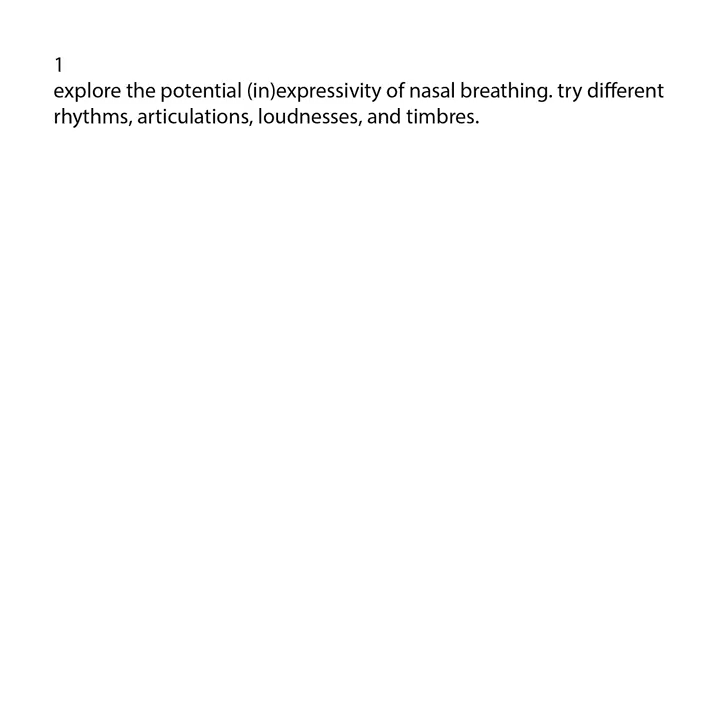 1
explore the potential (in)expressivity of nasal breathing. try different
rhythms, articulations, loudnesses, and timbres.